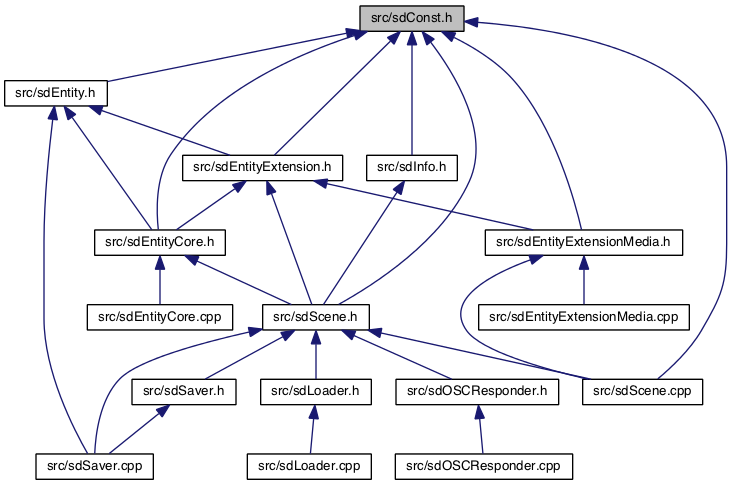 src/sdConst.h
src/sdEntity.h
src/sdEntityExtension.h
src/sdInfo.h
src/sdEntityCore.h
src/sdEntityExtensionMedia.h
src/sdEntityCore.cpp
src/sdScene.h
src/sdEntityExtensionMedia.cpp
src/sdSaver.h
src/sdLoader.h
src/sdOSCResponder.h
src/sdScene.cpp
src/sdSaver.cpp
src/sdLoader.cpp
src/sdOSCResponder.cpp